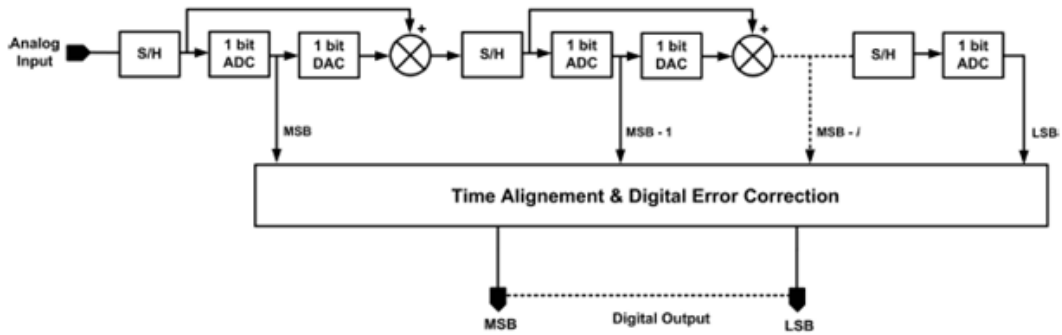 Analog
Input
S/H
1 bit
ADC
1 bit
DAC
+
S/H
1 bit
ADC
1 bit
DAC
+
S/H
1 bit
ADC
MSB
MSB - 1
MSB - i
LSB
Time Alignement & Digital Error Correction
MSB
Digital Output
LSB